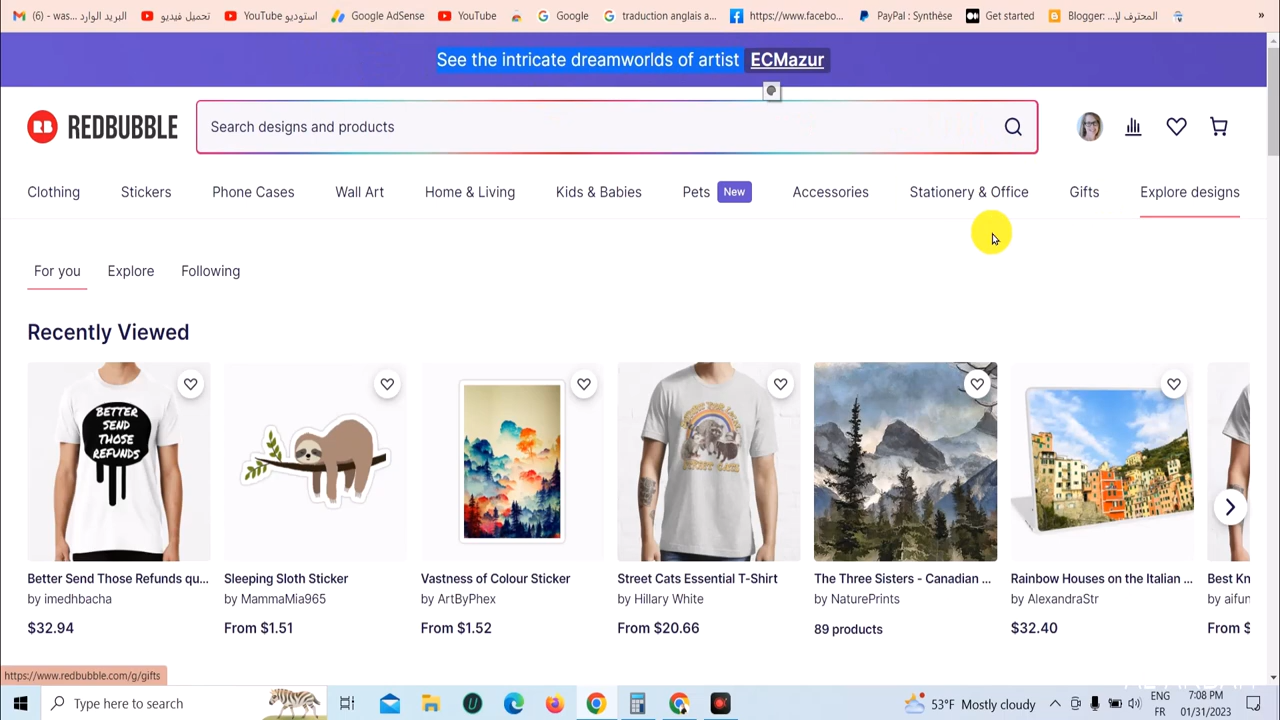 (6) - was... البريد الوارد
تحميل فيديو
YouTube استوديو
Google AdSense
YouTube
Google
traduction anglais a...
https://www.facebo...
PayPal : Synthèse
Get started
Blogger: ... المحترف لإ...
»
See the intricate dreamworlds of artist ECMazur
RB REDBUBBLE
Search designs and products
Clothing
Stickers
Phone Cases
Wall Art
Home & Living
Kids & Babies
Pets New
Accessories
Stationery & Office
Gifts
Explore designs
For you
Explore
Following
Recently Viewed
BETTER
SEND
THOSE
REFUNDS
STREET CATS
Better Send Those Refunds qu...
Sleeping Sloth Sticker
Vastness of Colour Sticker
Street Cats Essential T-Shirt
The Three Sisters - Canadian ...
Rainbow Houses on the Italian ...
Best Kn
by imedhbacha
by MammaMia965
by ArtByPhex
by Hillary White
by NaturePrints
by AlexandraStr
by aifun
$32.94
From $1.51
From $1.52
From $20.66
89 products
$32.40
From $
https://www.redbubble.com/g/gifts
Type here to search
53°F Mostly cloudy
ENG
FR
7:08 PM
01/31/2023